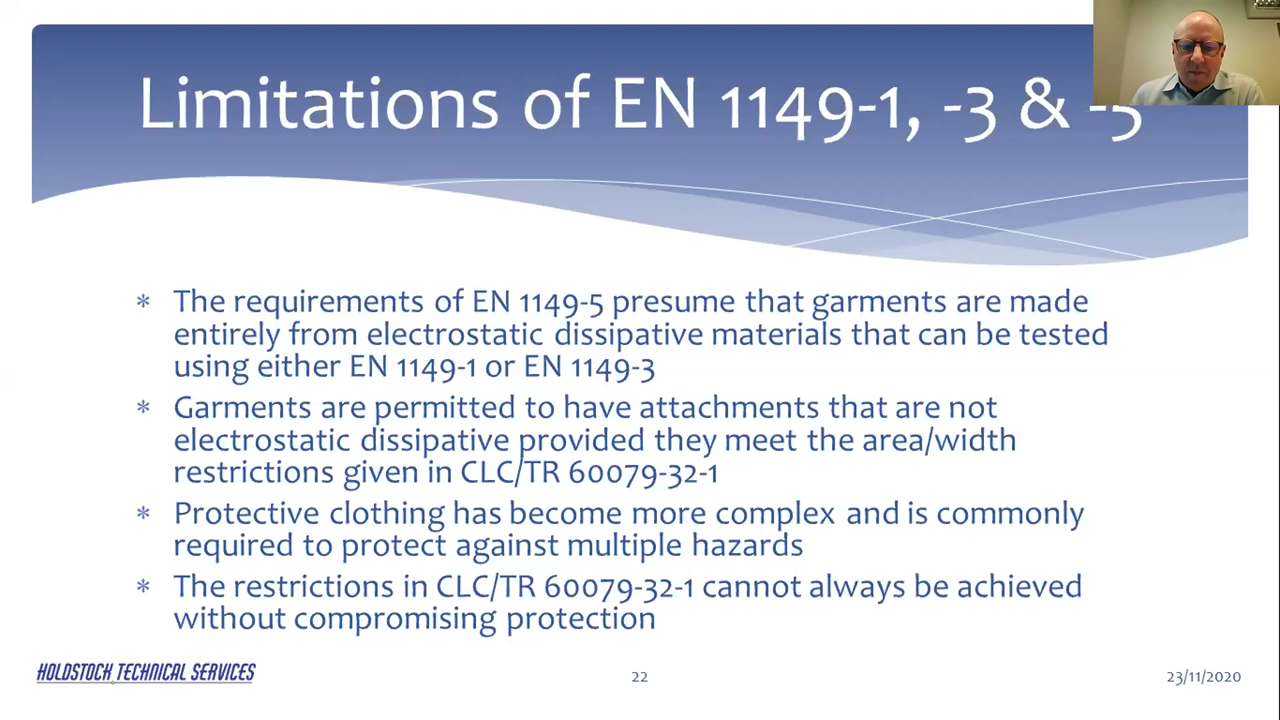 Limitations of EN 1149-1, -3 & -5
* The requirements of EN 1149-5 presume that garments are made
entirely from electrostatic dissipative materials that can be tested
using either EN 1149-1 or EN 1149-3
* Garments are permitted to have attachments that are not
electrostatic dissipative provided they meet the area/width
restrictions given in CLC/TR 60079-32-1
* Protective clothing has become more complex and is commonly
required to protect against multiple hazards
* The restrictions in CLC/TR 60079-32-1 cannot always be achieved
without compromising protection
HOLDSTOCK TECHNICAL SERVICES
22
23/11/2020